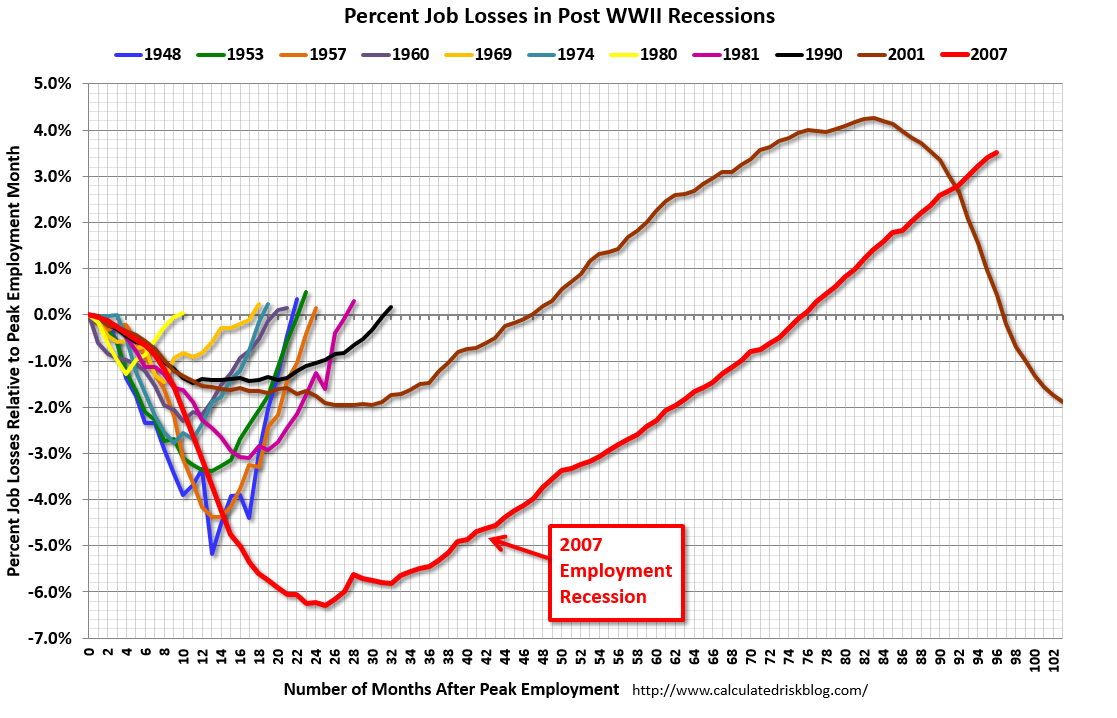 Percent Job Losses in Post WWII Recessions
1948 1953 1957 1960 1969 1974 1980 1981 1990 2001 2007
Percent Job Losses Relative to Peak Employment Month
5.0%
4.0%
3.0%
2.0%
1.0%
0.0%
-1.0%
-2.0%
-3.0%
-4.0%
-5.0%
-6.0%
-7.0%
2007
Employment
Recession
0 2 4 6 8 10 12 14 16 18 20 22 24 26 28 30 32 34 36 38 40 42 44 46 48 50 52 54 56 58 60 62 64 66 68 70 72 74 76 78 80 82 84 86 88 90 92 94 96 98 100 102
Number of Months After Peak Employment http://www.calculatedriskblog.com/